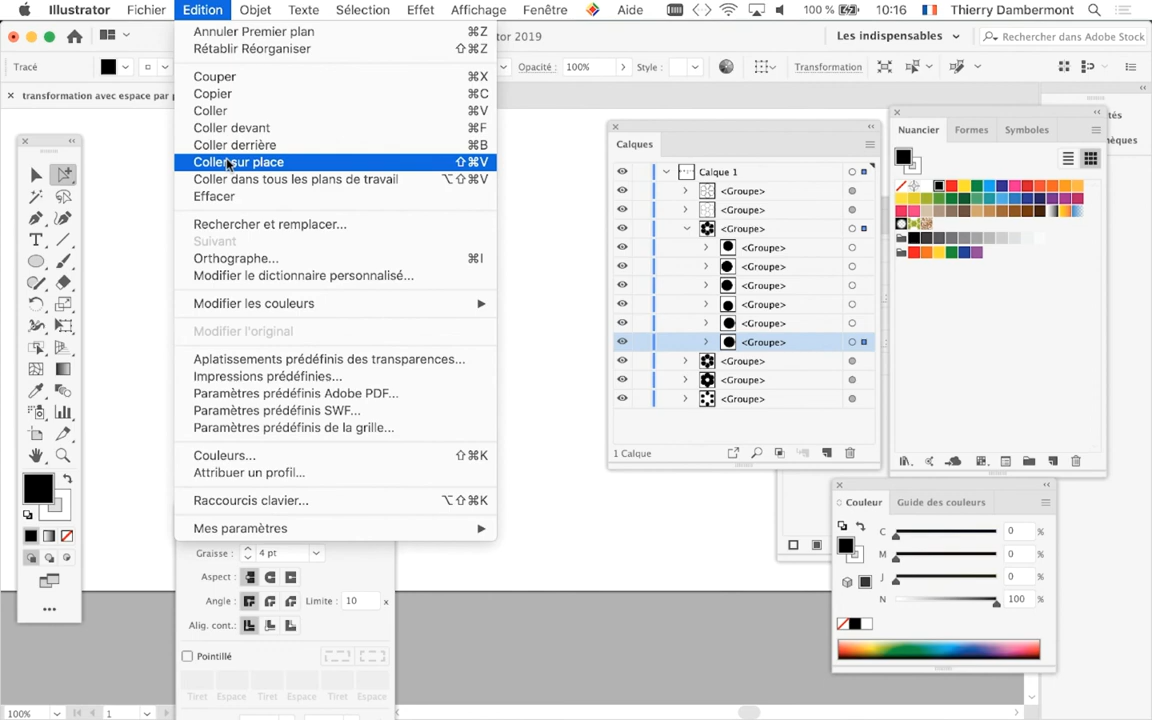 Illustrator Fichier Edition Objet Texte Sélection Effet Affichage Fenêtre Aide 100 % 10:16 Thierry Dambermont
or 2019 Les indispensables Rechercher dans Adobe Stock
Tracé Opacité : 100% Style : Transformation
× transformation avec espace par
Annuler Premier plan ⌘Z
Rétablir Réorganiser ⇧⌘Z
Couper ⌘X
Copier ⌘C
Coller ⌘V
Coller devant ⌘F
Coller derrière ⌘B
Coller sur place ⇧⌘V
Coller dans tous les plans de travail ⌥⇧⌘V
Effacer
Rechercher et remplacer...
Suivant
Orthographe... ⌘I
Modifier le dictionnaire personnalisé...
Modifier les couleurs
Modifier l'original
Aplatissements prédéfinis des transparences...
Impressions prédéfinies...
Paramètres prédéfinis Adobe PDF...
Paramètres prédéfinis SWF...
Paramètres prédéfinis de la grille...
Couleurs... ⇧⌘K
Attribuer un profil...
Raccourcis clavier... ⌥⇧⌘K
Mes paramètres
Graisse : 4 pt
Aspect :
Angle : Limite : 10 x
Alig. cont.:
Pointillé
Tiret Espace Tiret Espace Tiret Espace
100% 1
Calques
Calque 1
<Groupe>
<Groupe>
<Groupe>
<Groupe>
<Groupe>
<Groupe>
<Groupe>
<Groupe>
<Groupe>
<Groupe>
<Groupe>
<Groupe>
1 Calque
Nuancier Formes Symboles
Couleur Guide des couleurs
C 0 %
M 0 %
J 0 %
N 100 %